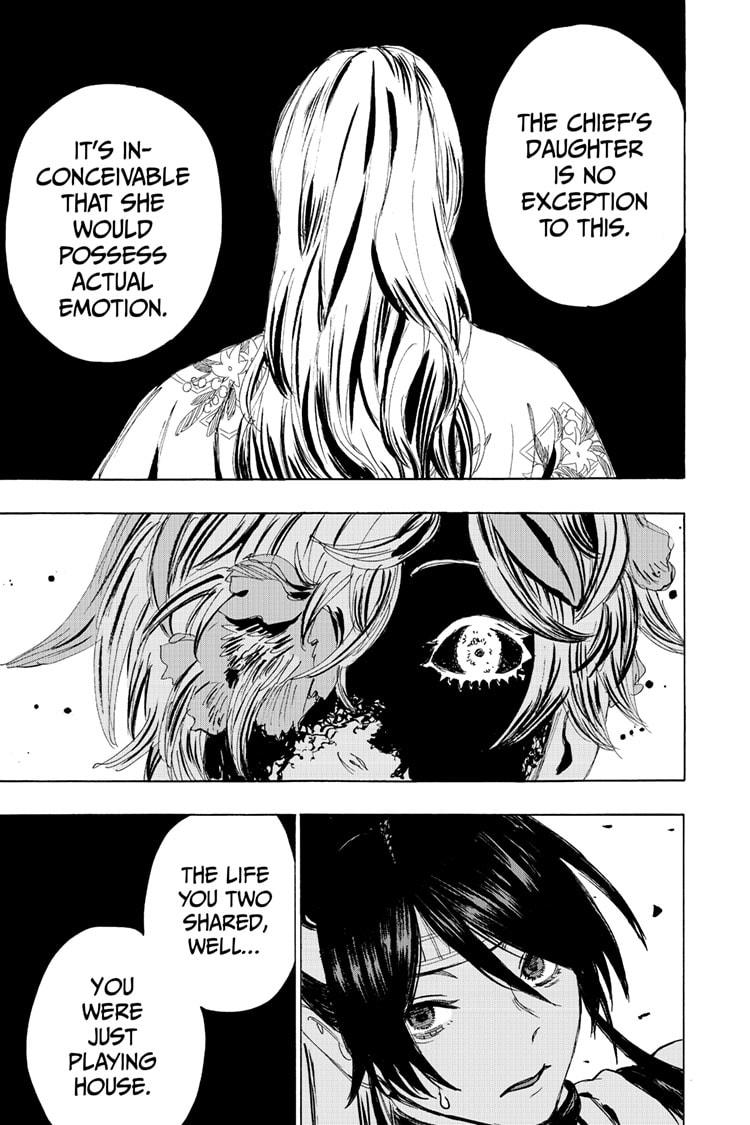 THE CHIEF'S
DAUGHTER
IS NO
EXCEPTION
TO THIS.
IT'S IN-
CONCEIVABLE
THAT SHE
WOULD
POSSESS
ACTUAL
EMOTION.
THE LIFE
YOU TWO
SHARED,
WELL...
YOU
WERE
JUST
PLAYING
HOUSE.